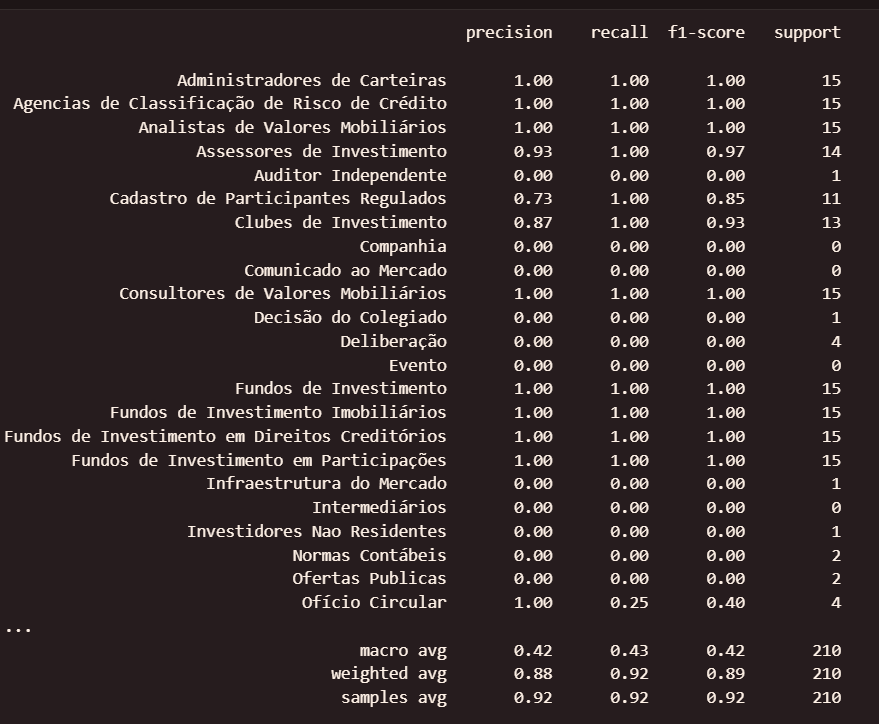 precision recall f1-score support
Administradores de Carteiras 1.00 1.00 1.00 15
Agencias de Classificação de Risco de Crédito 1.00 1.00 1.00 15
Analistas de Valores Mobiliários 1.00 1.00 1.00 15
Assessores de Investimento 0.93 1.00 0.97 14
Auditor Independente 0.00 0.00 0.00 1
Cadastro de Participantes Regulados 0.73 1.00 0.85 11
Clubes de Investimento 0.87 1.00 0.93 13
Companhia 0.00 0.00 0.00 0
Comunicado ao Mercado 0.00 0.00 0.00 0
Consultores de Valores Mobiliários 1.00 1.00 1.00 15
Decisão do Colegiado 0.00 0.00 0.00 1
Deliberação 0.00 0.00 0.00 4
Evento 0.00 0.00 0.00 0
Fundos de Investimento 1.00 1.00 1.00 15
Fundos de Investimento Imobiliários 1.00 1.00 1.00 15
Fundos de Investimento em Direitos Creditórios 1.00 1.00 1.00 15
Fundos de Investimento em Participações 1.00 1.00 1.00 15
Infraestrutura do Mercado 0.00 0.00 0.00 1
Intermediários 0.00 0.00 0.00 0
Investidores Nao Residentes 0.00 0.00 0.00 1
Normas Contábeis 0.00 0.00 0.00 2
Ofertas Publicas 0.00 0.00 0.00 2
Ofício Circular 1.00 0.25 0.40 4
...
macro avg 0.42 0.43 0.42 210
weighted avg 0.88 0.92 0.89 210
samples avg 0.92 0.92 0.92 210